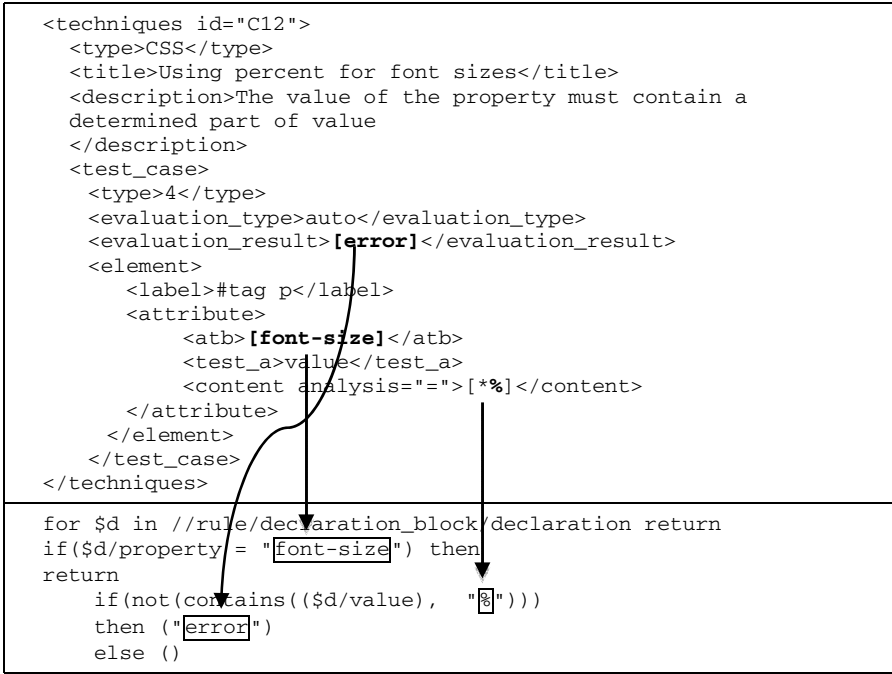 <techniques id="C12">
<type>CSS</type>
<title>Using percent for font sizes</title>
<description>The value of the property must contain a
determined part of value
</description>
<test_case>
<type>4</type>
<evaluation_type>auto</evaluation_type>
<evaluation_result>[error]</evaluation_result>
<element>
<label>#tag p</label>
<attribute>
<atb>[font-size]</atb>
<test_a>value</test_a>
<content analysis="=">[*%]</content>
</attribute>
</element>
</test_case>
</techniques>
for $d in //rule/declaration_block/declaration return
if($d/property = "font-size") then
return
if(not(contains(($d/value), "%")))
then ("error")
else ()